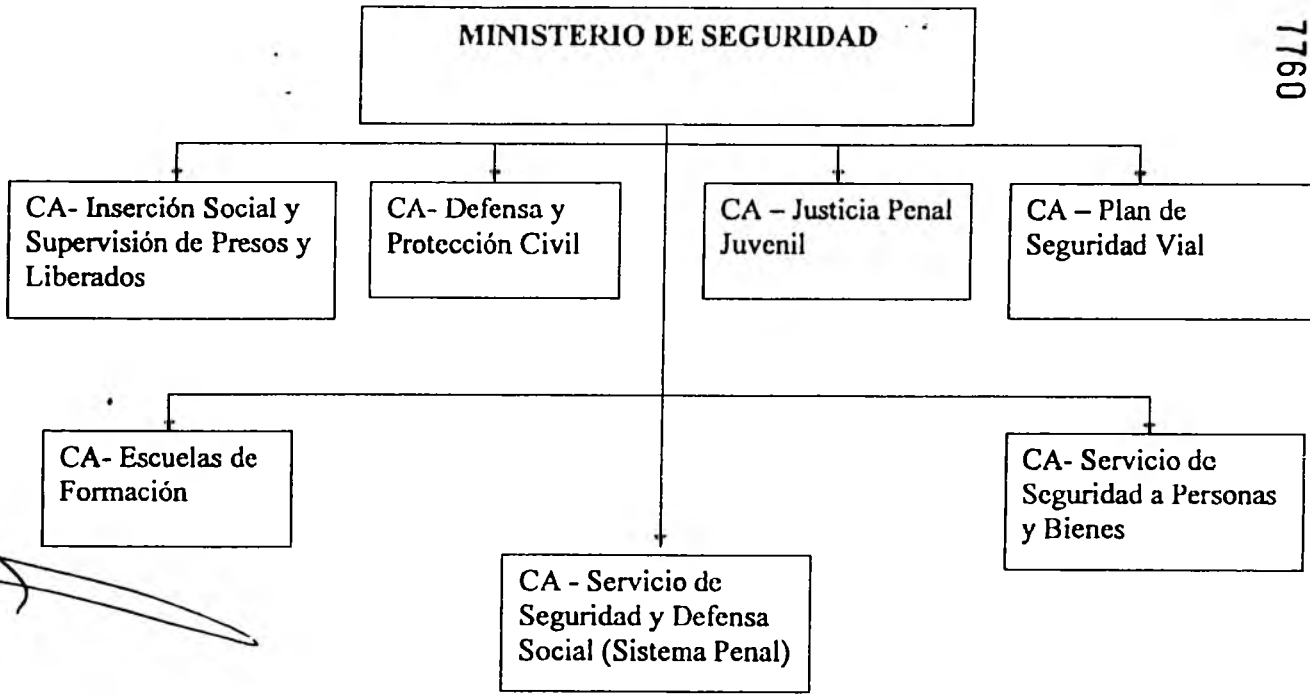 MINISTERIO DE SEGURIDAD
7760
CA- Inserción Social y
Supervisión de Presos y
Liberados
CA- Defensa y
Protección Civil
CA – Justicia Penal
Juvenil
CA – Plan de
Seguridad Vial
CA- Escuelas de
Formación
CA- Servicio de
Seguridad a Personas
y Bienes
CA - Servicio de
Seguridad y Defensa
Social (Sistema Penal)